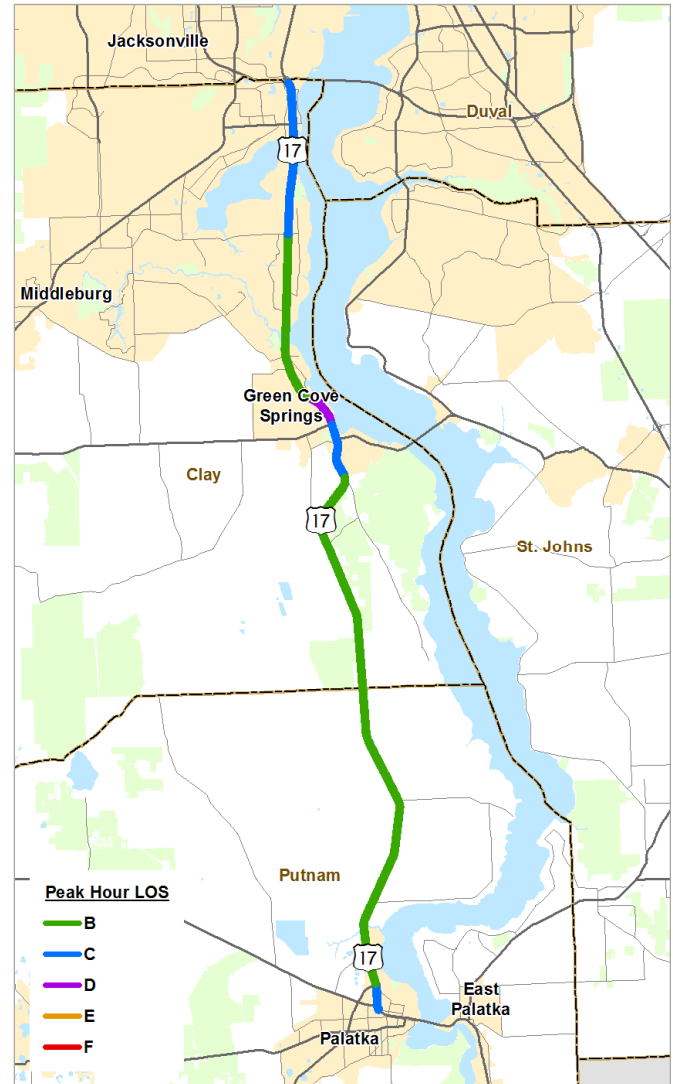 Jacksonville
Duval
17
Middleburg
Green Cove
Springs
Clay
17
St. Johns
Putnam
Peak Hour LOS
B
C
D
E
F
17
East
Palatka
Palatka